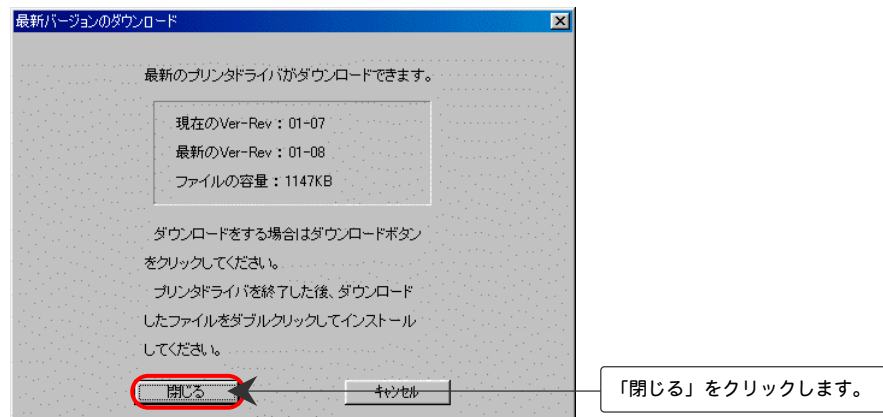 最新バージョンのダウンロード
最新のプリンタドライバがダウンロードできます。
現在のVer-Rev：01-07
最新のVer-Rev：01-08
ファイルの容量：1147KB
ダウンロードをする場合はダウンロードボタン
をクリックしてください。
プリンタドライバを終了した後、ダウンロード
したファイルをダブルクリックしてインストール
してください。
閉じる
キャンセル
「閉じる」をクリックします。